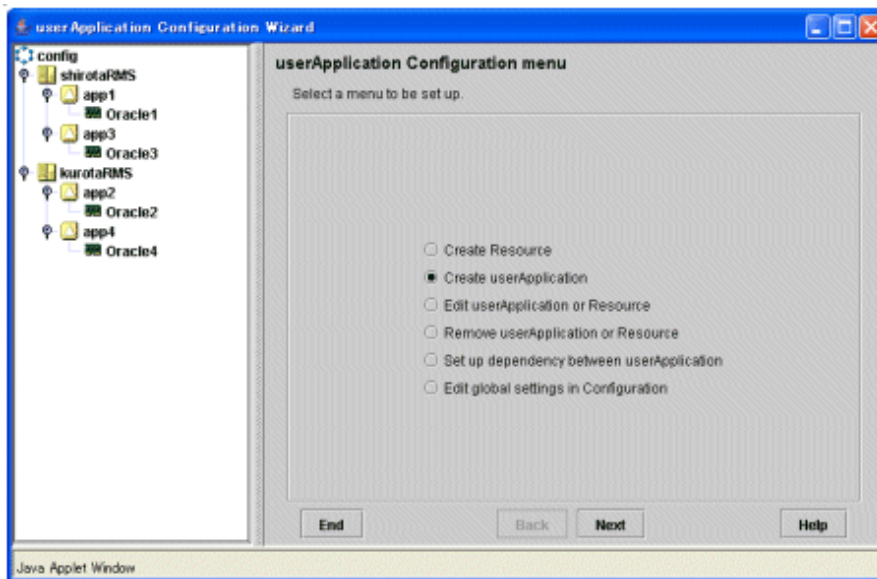 userApplication Configuration Wizard
config
shirotaRMS
app1
Oracle1
app3
Oracle3
kurotaRMS
app2
Oracle2
app4
Oracle4
userApplication Configuration menu
Select a menu to be set up.
Create Resource
Create userApplication
Edit userApplication or Resource
Remove userApplication or Resource
Set up dependency between userApplication
Edit global settings in Configuration
End
Back
Next
Help
Java Applet Window